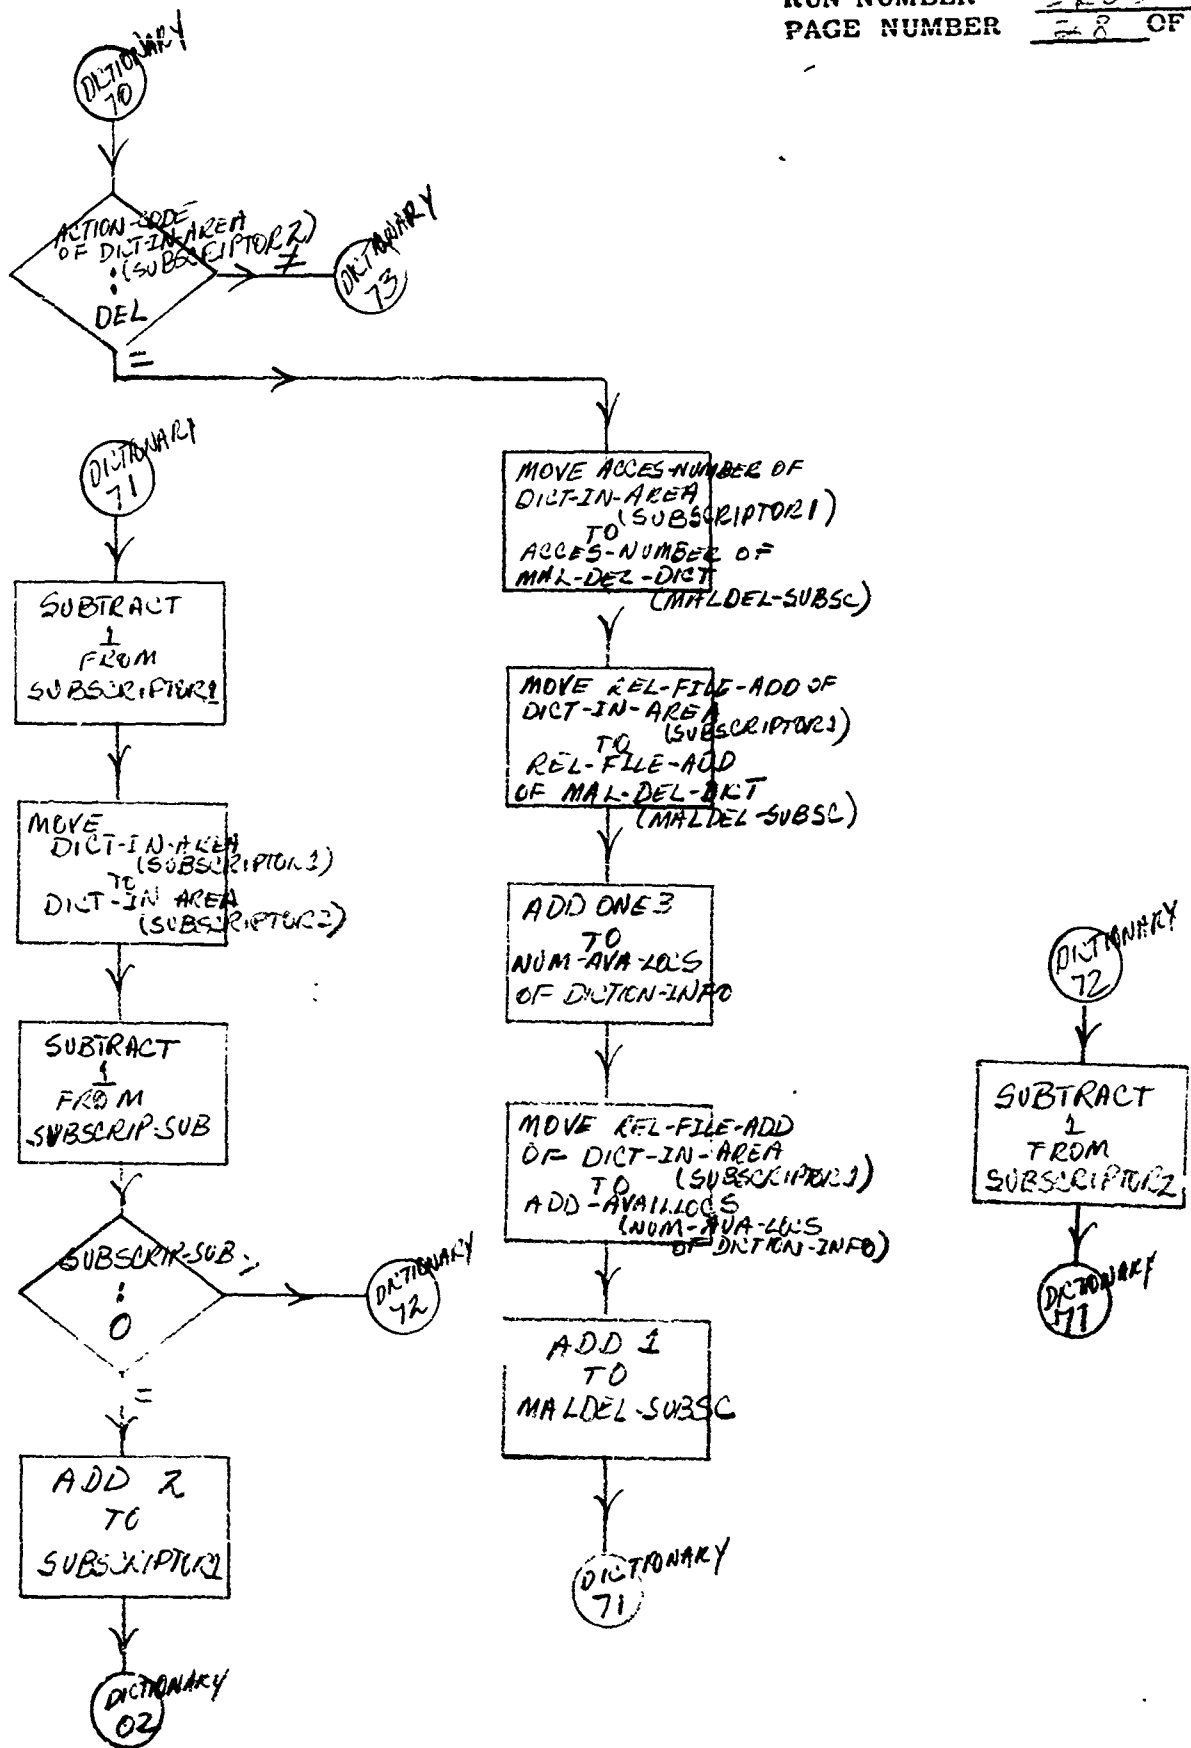 RUN NUMBER
PAGE NUMBER 28 OF
DICTIONARY
70
ACTION-CODE
OF DICT-IN-AREA
(SUBSCRIPTOR2)
:
DEL
≠
=
DICTIONARY
73
DICTIONARY
71
SUBTRACT
1
FROM
SUBSCRIPTOR1
MOVE
DICT-IN-AREA
(SUBSCRIPTOR1)
TO
DICT-IN AREA
(SUBSCRIPTOR2)
SUBTRACT
1
FROM
SUBSCRIP-SUB
SUBSCRIP-SUB
:
0
>
=
DICTIONARY
72
ADD 2
TO
SUBSCRIPTOR1
DICTIONARY
02
MOVE ACCES-NUMBER OF
DICT-IN-AREA
(SUBSCRIPTOR1)
TO
ACCES-NUMBER OF
MAL-DEL-DICT
(MALDEL-SUBSC)
MOVE REL-FILE-ADD OF
DICT-IN-AREA
(SUBSCRIPTOR1)
TO
REL-FILE-ADD
OF MAL-DEL-DICT
(MALDEL-SUBSC)
ADD ONE3
TO
NUM-AVA-LOCS
OF DICTION-INFO
MOVE REL-FILE-ADD
OF DICT-IN-AREA
(SUBSCRIPTOR1)
TO
ADD-AVAILLOCS
(NUM-AVA-LOCS
OF DICTION-INFO)
ADD 1
TO
MALDEL-SUBSC
DICTIONARY
71
DICTIONARY
72
SUBTRACT
1
FROM
SUBSCRIPTOR2
DICTIONARY
71